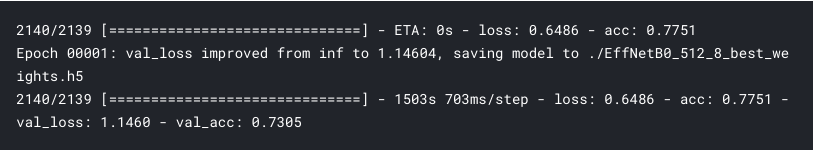 2140/2139 [==============================] - ETA: 0s - loss: 0.6486 - acc: 0.7751
Epoch 00001: val_loss improved from inf to 1.14604, saving model to ./EffNetB0_512_8_best_we
ights.h5
2140/2139 [==============================] - 1503s 703ms/step - loss: 0.6486 - acc: 0.7751 -
val_loss: 1.1460 - val_acc: 0.7305